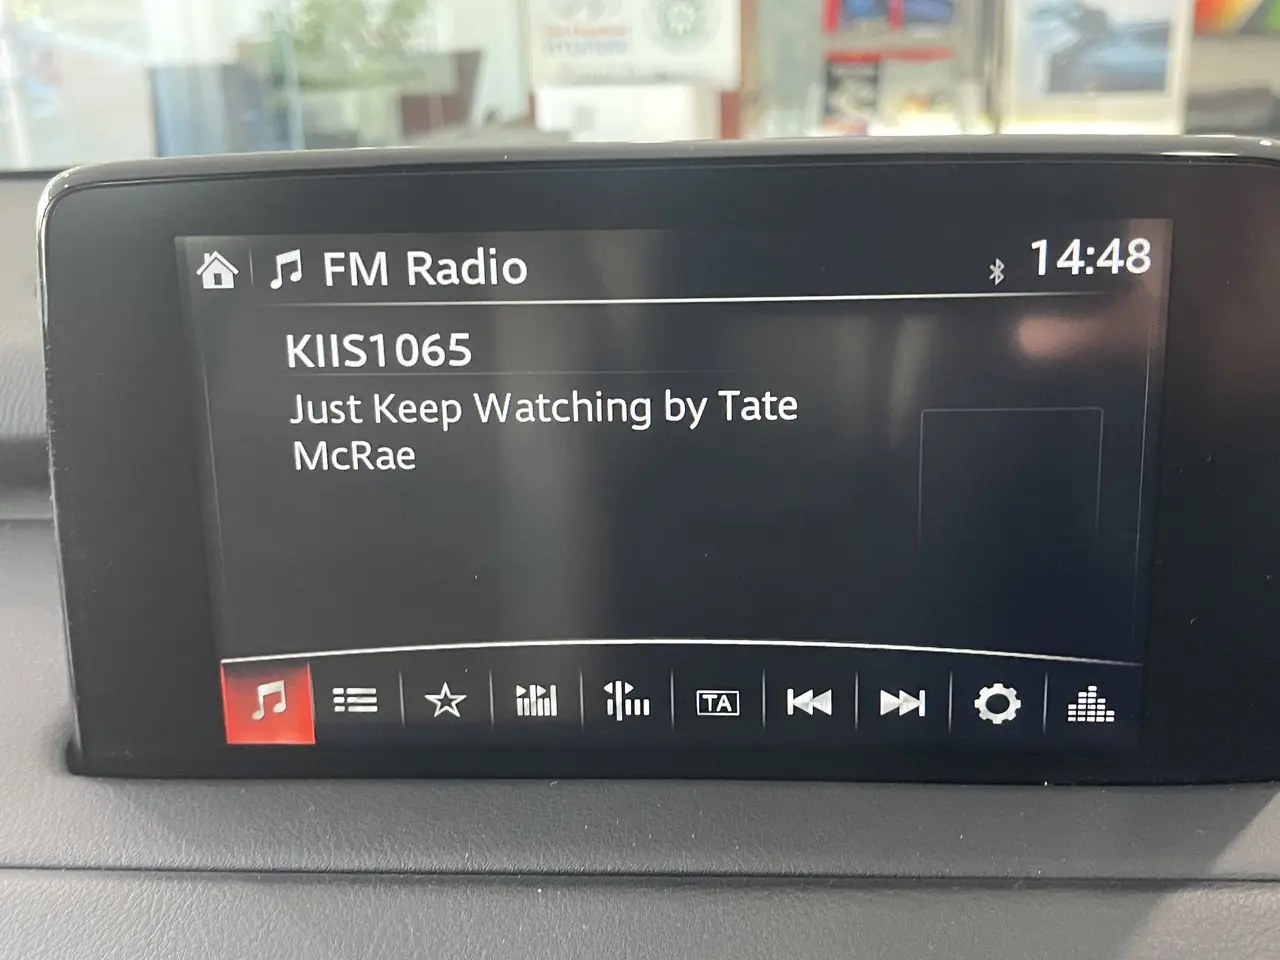 FM Radio
14:48
KIIS1065
Just Keep Watching by Tate
McRae
TA